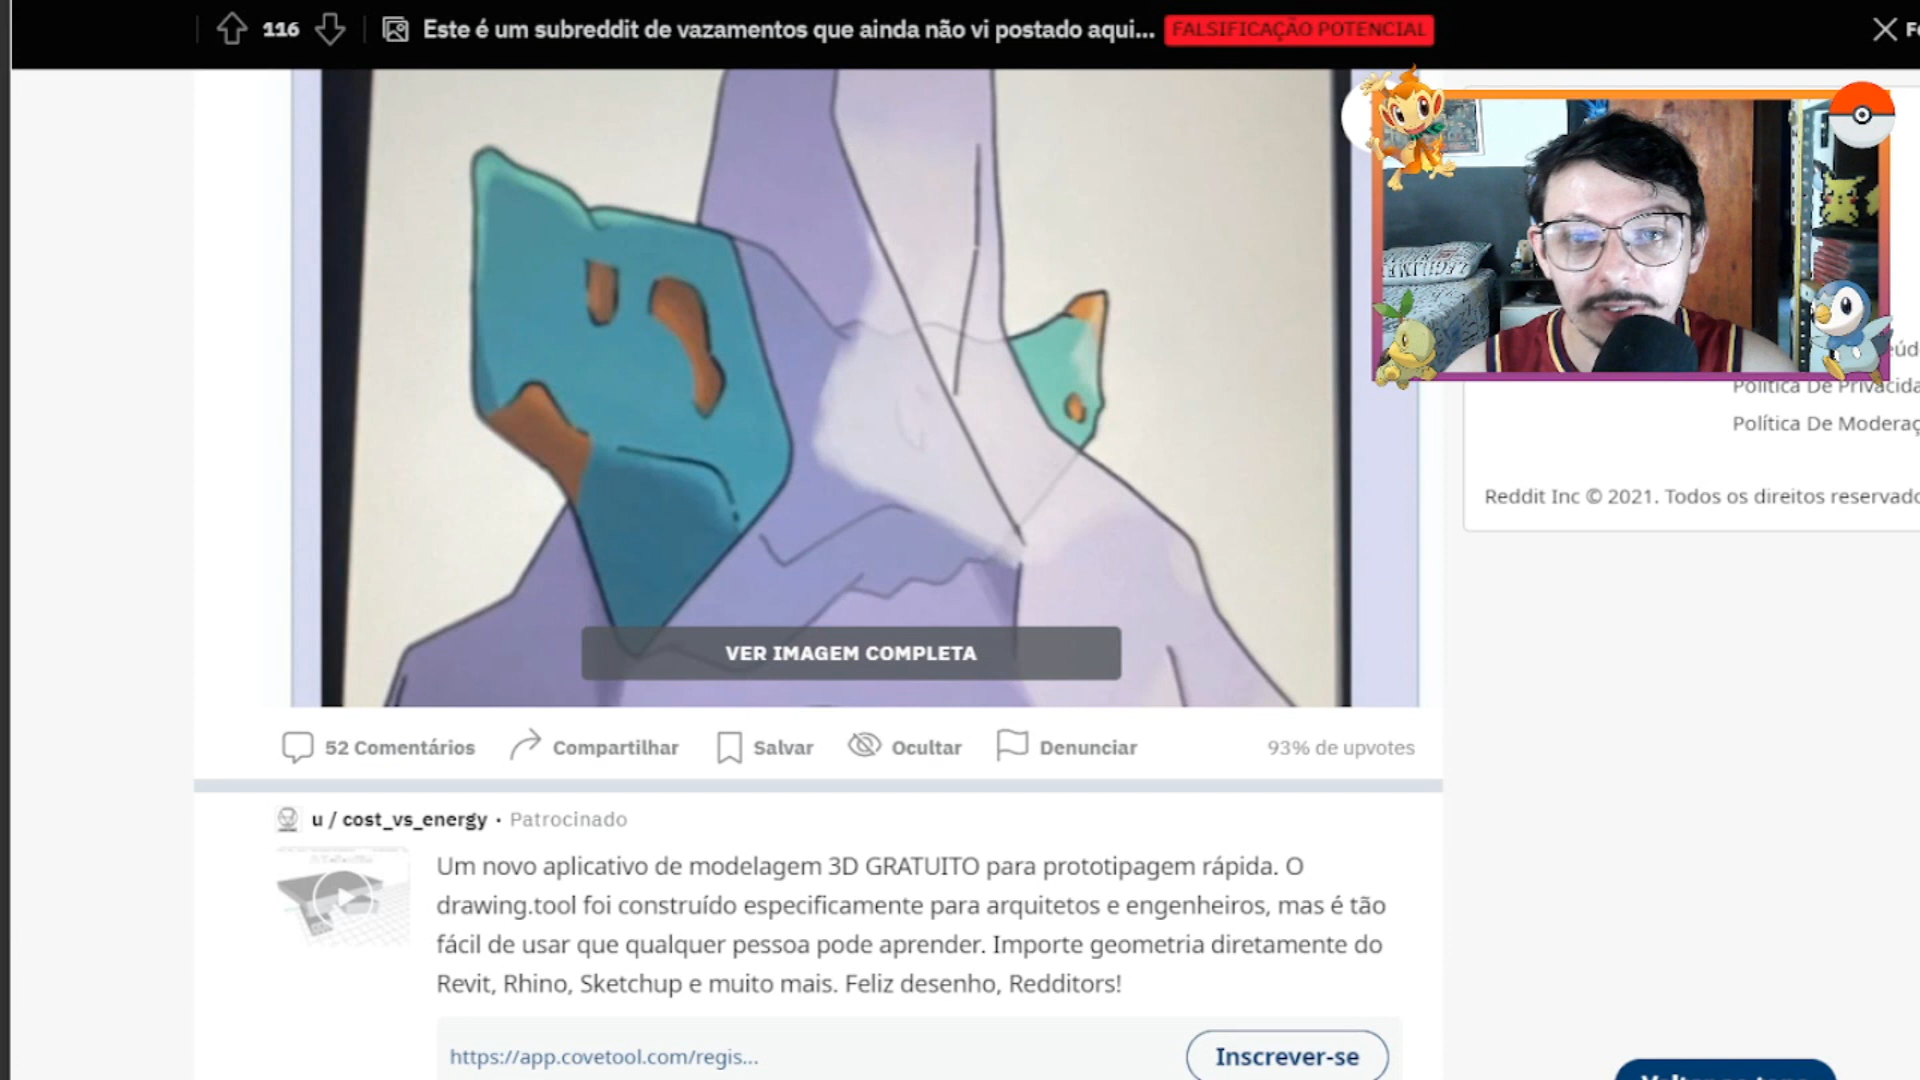 116
Este é um subreddit de vazamentos que ainda não vi postado aqui...
FALSIFICAÇÃO POTENCIAL
VER IMAGEM COMPLETA
52 Comentários
Compartilhar
Salvar
Ocultar
Denunciar
93% de upvotes
Política De Privacida
Política De Moderaç
Reddit Inc © 2021. Todos os direitos reservado
u / cost_vs_energy • Patrocinado
Um novo aplicativo de modelagem 3D GRATUITO para prototipagem rápida. O
drawing.tool foi construído especificamente para arquitetos e engenheiros, mas é tão
fácil de usar que qualquer pessoa pode aprender. Importe geometria diretamente do
Revit, Rhino, Sketchup e muito mais. Feliz desenho, Redditors!
https://app.covetool.com/regis...
Inscrever-se